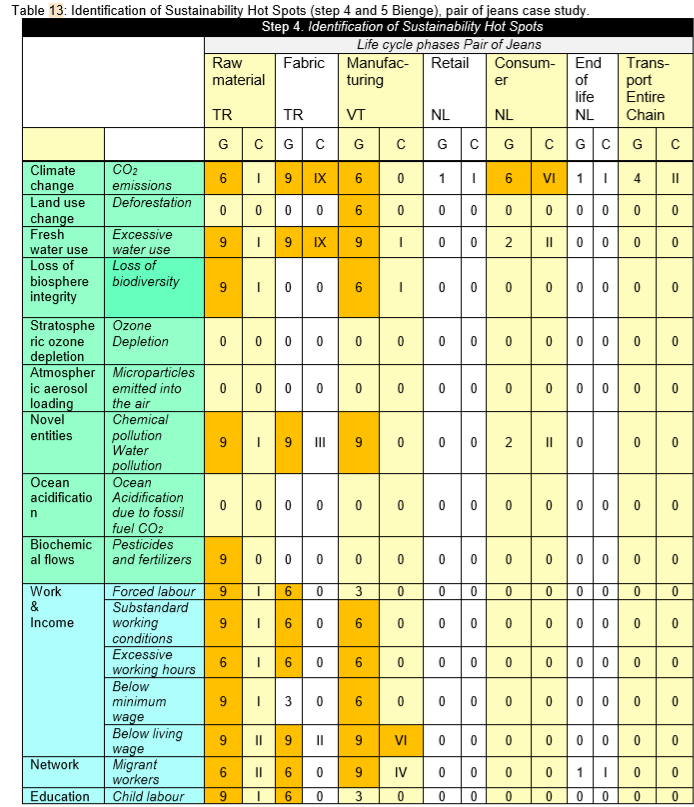 Table 13: Identification of Sustainability Hot Spots (step 4 and 5 Bienge), pair of jeans case study.
Step 4. Identification of Sustainability Hot Spots
Life cycle phases Pair of Jeans
Raw Fabric Manufac- Retail Consum- End Trans-
material turing er of port
life Entire
TR TR VT NL NL NL Chain
G C G C G C G C G C G C G C
Climate CO2
change emissions 6 I 9 IX 6 0 1 I 6 VI 1 I 4 II
Land use Deforestation
change 0 0 0 0 6 0 0 0 0 0 0 0 0 0
Fresh Excessive
water use water use 9 I 9 IX 9 I 0 0 2 II 0 0 0 0
Loss of Loss of
biosphere biodiversity
integrity 9 I 0 0 6 I 0 0 0 0 0 0 0 0
Stratosphe Ozone
ric ozone Depletion
depletion 0 0 0 0 0 0 0 0 0 0 0 0 0 0
Atmospher Microparticles
ic aerosol emitted into
loading the air 0 0 0 0 0 0 0 0 0 0 0 0 0 0
Novel Chemical
entities pollution
Water
pollution 9 I 9 III 9 0 0 0 2 II 0 0 0
Ocean Ocean
acidificatio Acidification
n due to fossil
fuel CO2 0 0 0 0 0 0 0 0 0 0 0 0 0 0
Biochemic Pesticides
al flows and fertilizers 9 0 0 0 0 0 0 0 0 0 0 0 0 0
Work Forced labour 9 I 6 0 3 0 0 0 0 0 0 0 0 0
& Substandard
Income working
conditions 9 I 6 0 6 0 0 0 0 0 0 0 0 0
Excessive
working hours 6 I 6 0 6 0 0 0 0 0 0 0 0 0
Below
minimum
wage 9 I 3 0 6 0 0 0 0 0 0 0 0 0
Below living
wage 9 II 9 II 9 VI 0 0 0 0 0 0 0 0
Network Migrant
workers 6 II 6 0 9 IV 0 0 0 0 1 I 0 0
Education Child labour 9 I 6 0 3 0 0 0 0 0 0 0 0 0